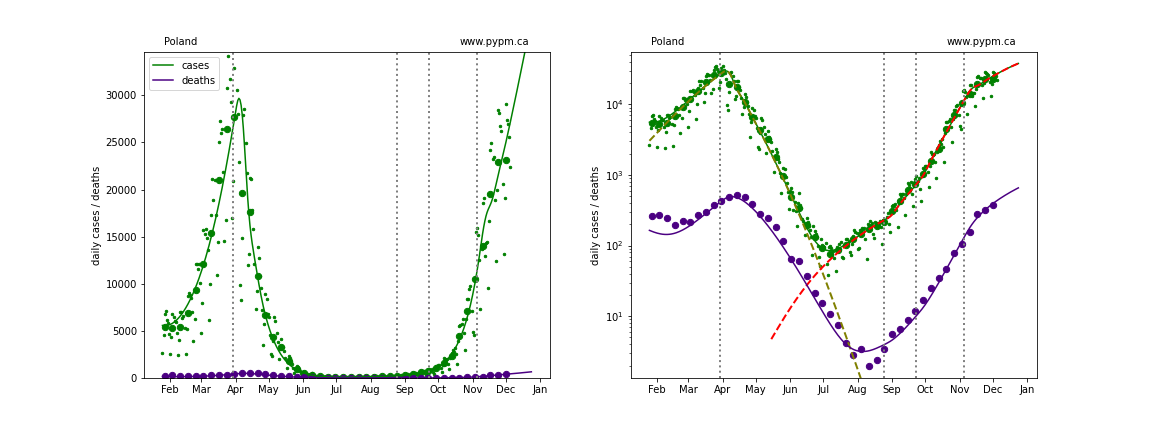 Poland www.pypm.ca
cases
deaths
daily cases / deaths
30000
25000
20000
15000
10000
5000
0
Feb Mar Apr May Jun Jul Aug Sep Oct Nov Dec Jan
Poland www.pypm.ca
daily cases / deaths
10⁴
10³
10²
10¹
Feb Mar Apr May Jun Jul Aug Sep Oct Nov Dec Jan